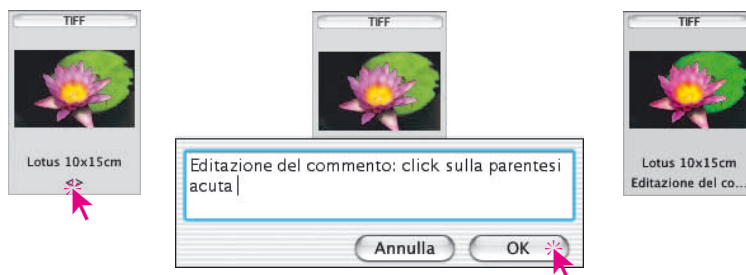 TIFF
Lotus 10x15cm
<>
TIFF
Editazione del commento: click sulla parentesi
acuta
Annulla
OK
TIFF
Lotus 10x15cm
Editazione del co...